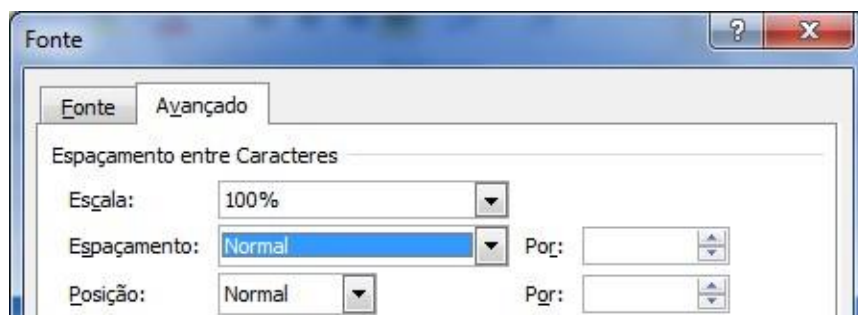 Fonte
Fonte Avançado
Espaçamento entre Caracteres
Escala: 100%
Espaçamento: Normal Por:
Posição: Normal Por: